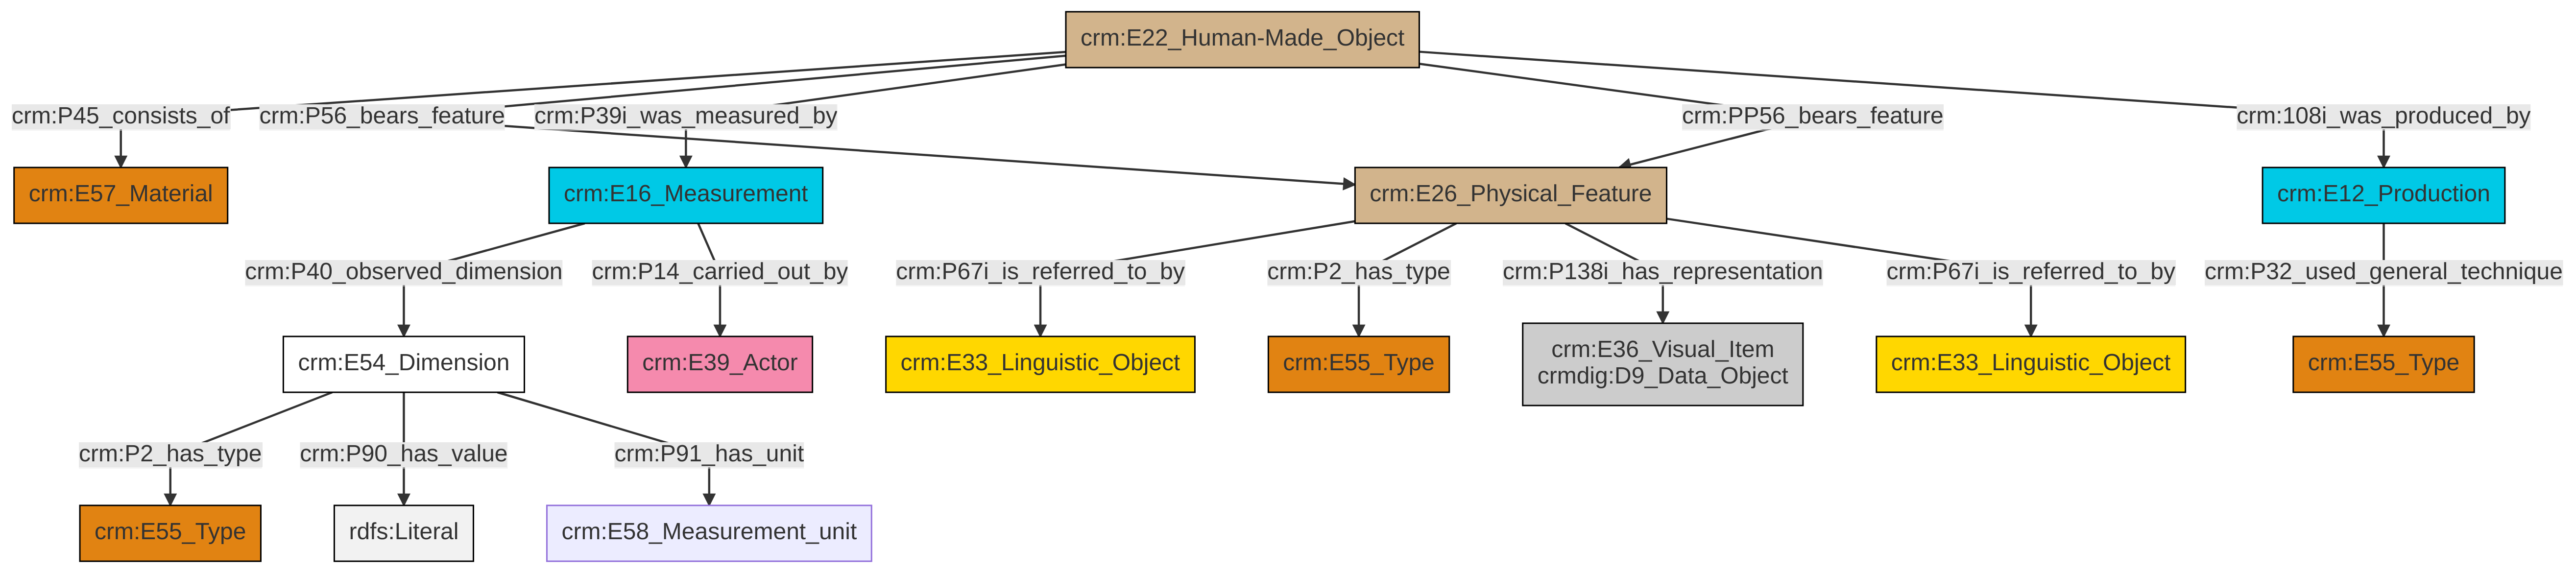 crm:E22_Human-Made_Object
crm:P45_consists_of
crm:P56_bears_feature
crm:P39i_was_measured_by
crm:PP56_bears_feature
crm:108i_was_produced_by
crm:E57_Material
crm:E16_Measurement
crm:E26_Physical_Feature
crm:E12_Production
crm:P40_observed_dimension
crm:P14_carried_out_by
crm:P67i_is_referred_to_by
crm:P2_has_type
crm:P138i_has_representation
crm:P67i_is_referred_to_by
crm:P32_used_general_technique
crm:E54_Dimension
crm:E39_Actor
crm:E33_Linguistic_Object
crm:E55_Type
crm:E36_Visual_Item
crmdig:D9_Data_Object
crm:E33_Linguistic_Object
crm:E55_Type
crm:P2_has_type
crm:P90_has_value
crm:P91_has_unit
crm:E55_Type
rdfs:Literal
crm:E58_Measurement_unit